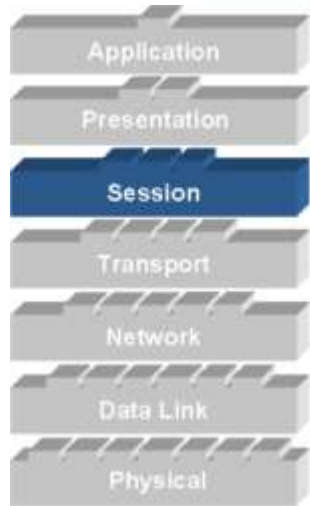 Application
Presentation
Session
Transport
Network
Data Link
Physical